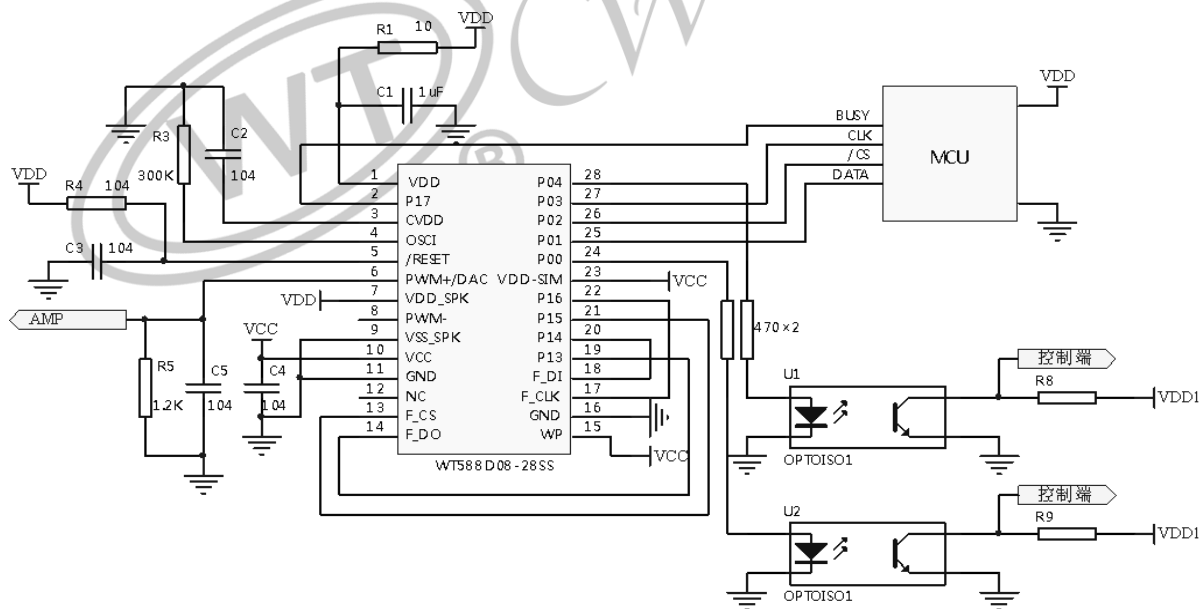 VDD
R1 10
C1 1uF
VDD
BUSY
CLK
/CS
DATA
MCU
R3
300K
C2
104
VDD
R4 104
C3 104
1 VDD
2 P17
3 CVDD
4 OSCI
5 /RESET
6 PWM+/DAC
7 VDD_SPK
8 PWM-
9 VSS_SPK
10 VCC
11 GND
12 NC
13 F_CS
14 F_DO
P04 28
P03 27
P02 26
P01 25
P00 24
VDD-SIM 23
P16 22
P15 21
P14 20
P13 19
F_DI 18
F_CLK 17
GND 16
WP 15
WT588D08-28SS
VDD
AMP
VCC
R5
1.2K
C5
104
C4
104
VCC
VCC
470×2
U1
OPTOISO1
控制端
R8
VDD1
U2
OPTOISO1
控制端
R9
VDD1
WT
®
CW